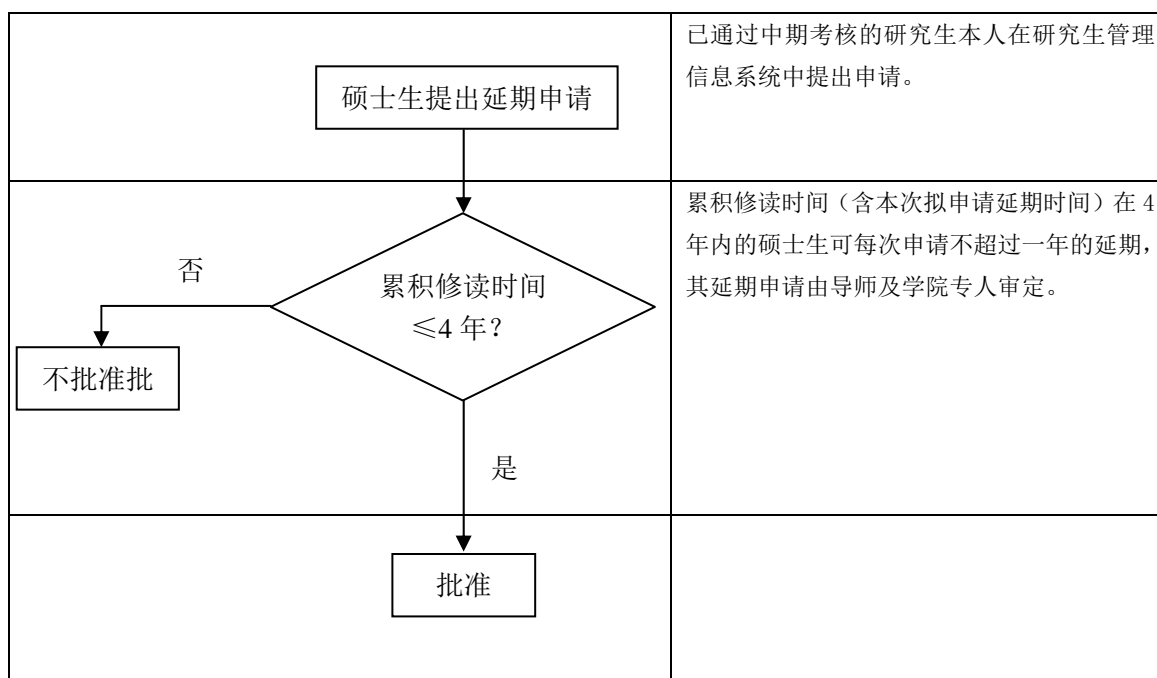 硕士生提出延期申请
已通过中期考核的研究生本人在研究生管理
信息系统中提出申请。
累积修读时间
≤4 年？
否
不批准批
是
累积修读时间（含本次拟申请延期时间）在 4
年内的硕士生可每次申请不超过一年的延期，
其延期申请由导师及学院专人审定。
批准